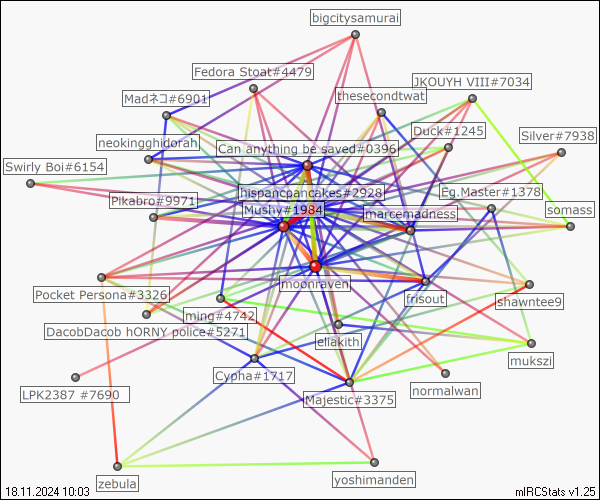 bigcitysamurai
Fedora Stoat#4479
JKOUYH VIII#7034
Madネコ#6901
thesecondtwat
Duck#1245
Silver#7938
neokingghidorah
Can anything be saved#0396
Swirly Boi#6154
hispancpancakes#2928
Eg.Master#1378
Pikabro#9971
Mushy#1984
marcemadness
somass
moonraven
Pocket Persona#3326
frisout
shawntee9
ming#4742
DacobDacob hORNY police#5271
eliakith
mukszi
Cypha#1717
LPK2387 #7690
Majestic#3375
normalwan
zebula
yoshimanden
18.11.2024 10:03
mIRCStats v1.25